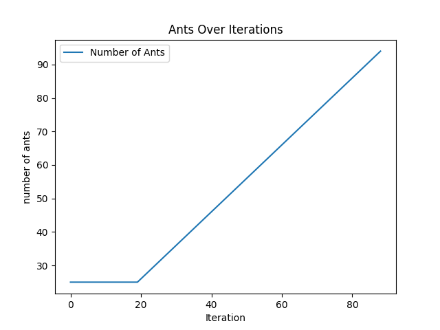 Ants Over Iterations
Number of Ants
number of ants
90
80
70
60
50
40
30
0 20 40 60 80
Iteration